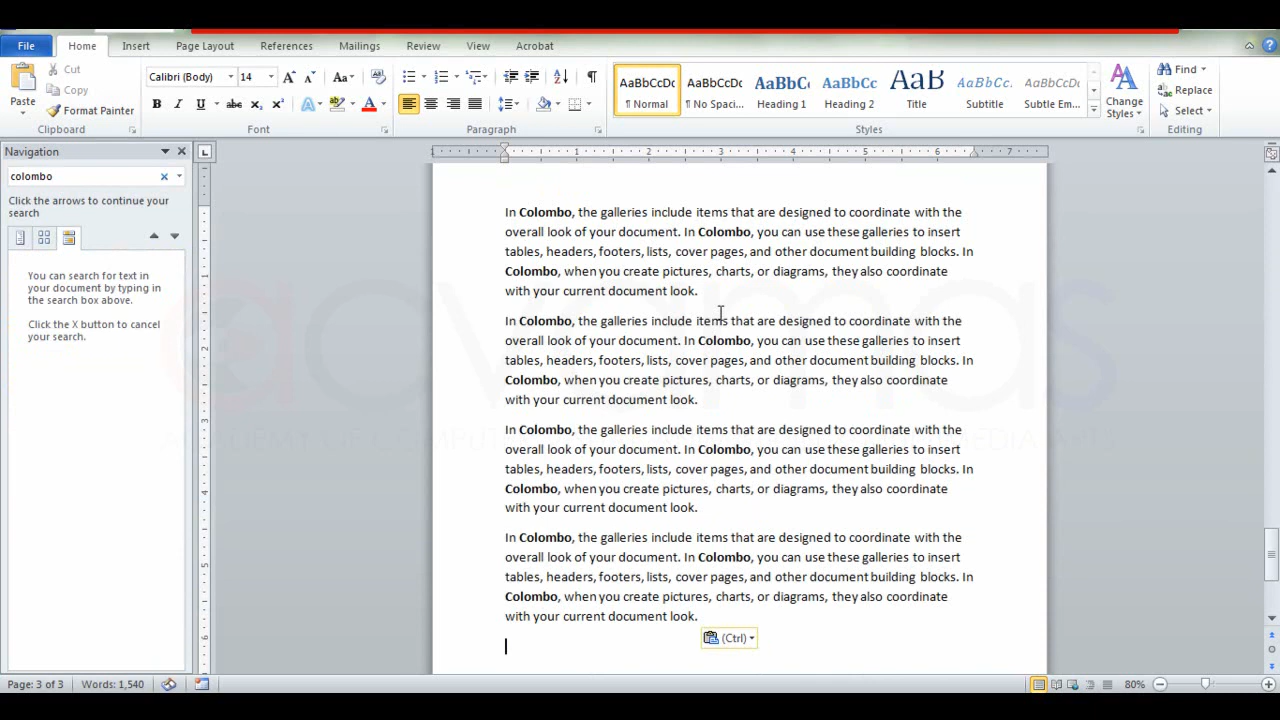 File Home Insert Page Layout References Mailings Review View Acrobat
Paste
Cut
Copy
Format Painter
Clipboard
Calibri (Body) 14
Font
Paragraph
AaBbCcDc AaBbCcDc AaBbCc AaBbCc AaB AaBbCc. AaBbCcDc
¶ Normal ¶ No Spaci... Heading 1 Heading 2 Title Subtitle Subtle Em...
Styles
Change
Styles
Find
Replace
Select
Editing
Navigation
colombo
Click the arrows to continue your
search
You can search for text in
your document by typing in
the search box above.
Click the X button to cancel
your search.
1 2 3 4 5 6 7
In Colombo, the galleries include items that are designed to coordinate with the
overall look of your document. In Colombo, you can use these galleries to insert
tables, headers, footers, lists, cover pages, and other document building blocks. In
Colombo, when you create pictures, charts, or diagrams, they also coordinate
with your current document look.
In Colombo, the galleries include items that are designed to coordinate with the
overall look of your document. In Colombo, you can use these galleries to insert
tables, headers, footers, lists, cover pages, and other document building blocks. In
Colombo, when you create pictures, charts, or diagrams, they also coordinate
with your current document look.
In Colombo, the galleries include items that are designed to coordinate with the
overall look of your document. In Colombo, you can use these galleries to insert
tables, headers, footers, lists, cover pages, and other document building blocks. In
Colombo, when you create pictures, charts, or diagrams, they also coordinate
with your current document look.
In Colombo, the galleries include items that are designed to coordinate with the
overall look of your document. In Colombo, you can use these galleries to insert
tables, headers, footers, lists, cover pages, and other document building blocks. In
Colombo, when you create pictures, charts, or diagrams, they also coordinate
with your current document look.
(Ctrl)
Page: 3 of 3 Words: 1,540 80%